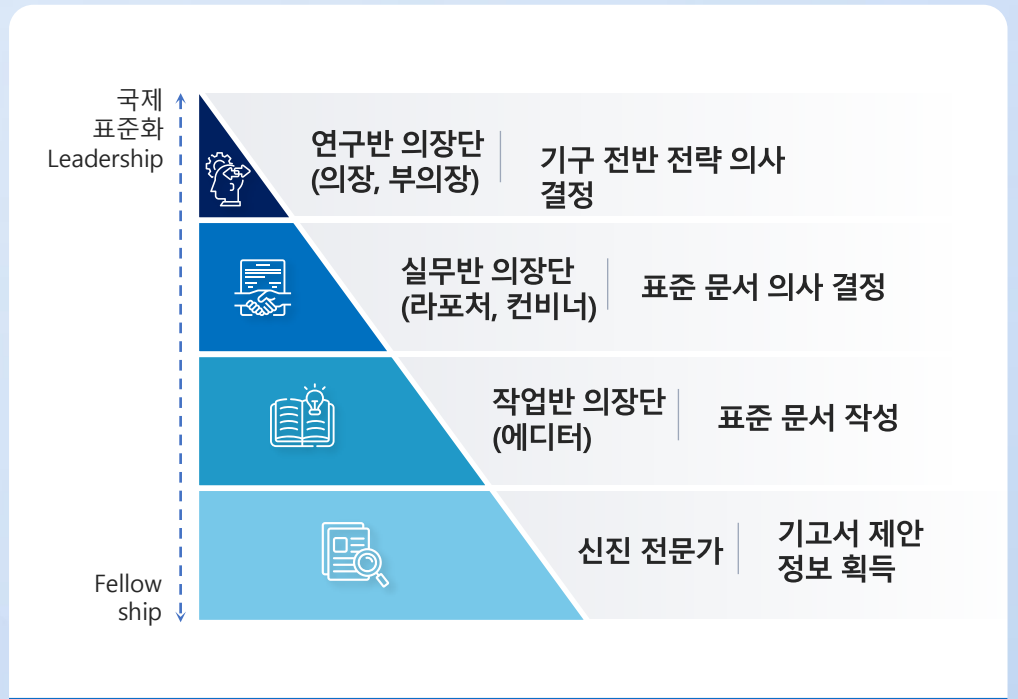 국제
표준화
Leadership
연구반 의장단
(의장, 부의장)
기구 전반 전략 의사
결정
실무반 의장단
(라포처, 컨비너)
표준 문서 의사 결정
작업반 의장단
(에디터)
표준 문서 작성
신진 전문가
기고서 제안
정보 획득
Fellow
ship